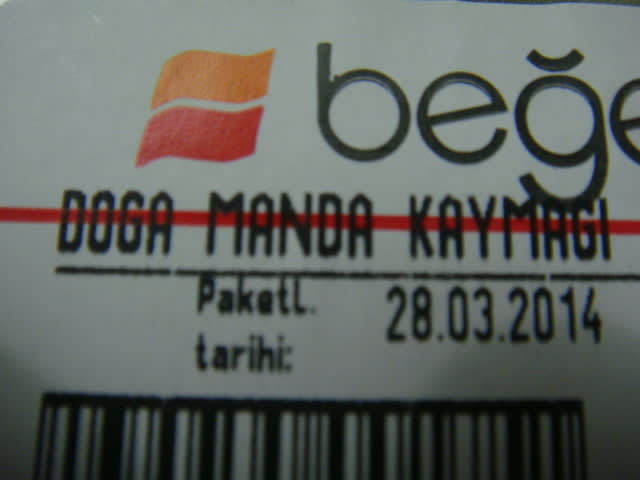 beğe
DOGA MANDA KAYMAGI
Paketl. 28.03.2014
tarihi: